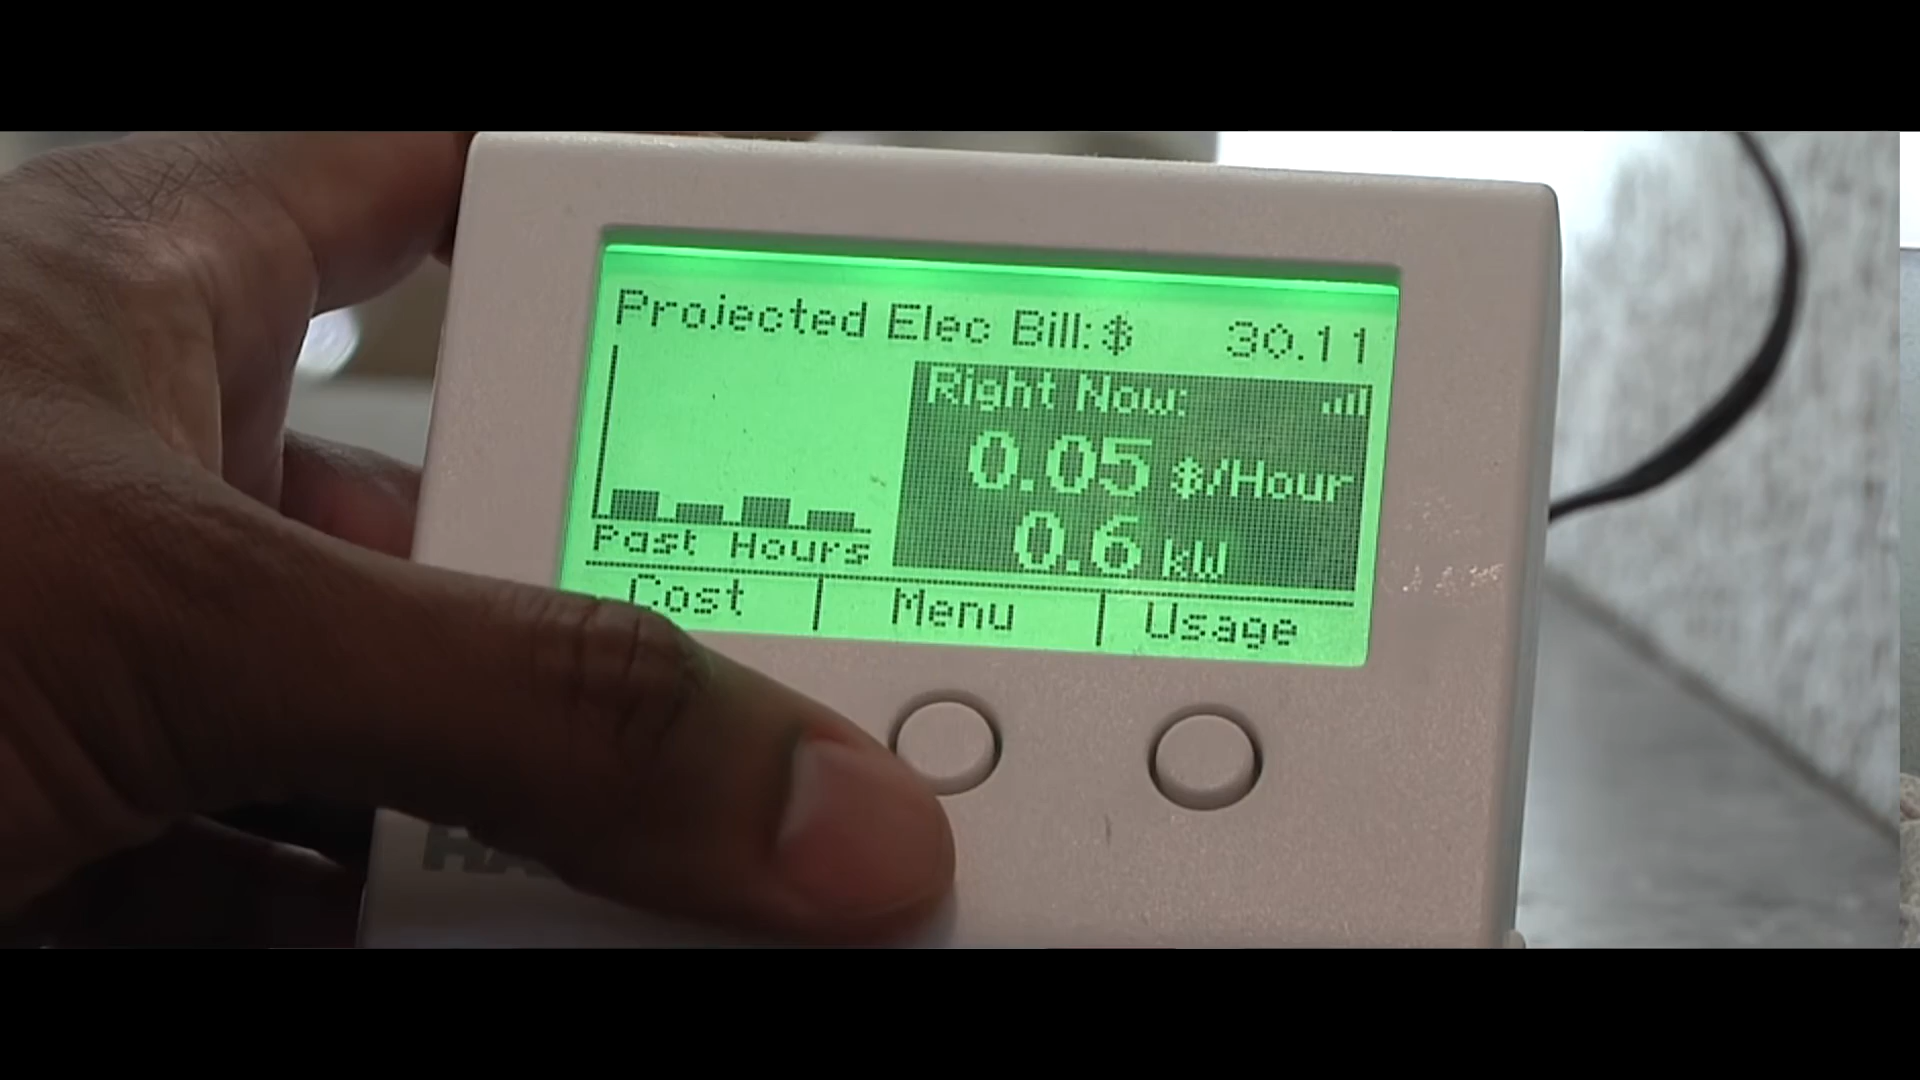 Projected Elec Bill: $ 30.11
Right Now:
0.05 $/Hour
0.6 kW
Past Hours
Cost | Menu | Usage